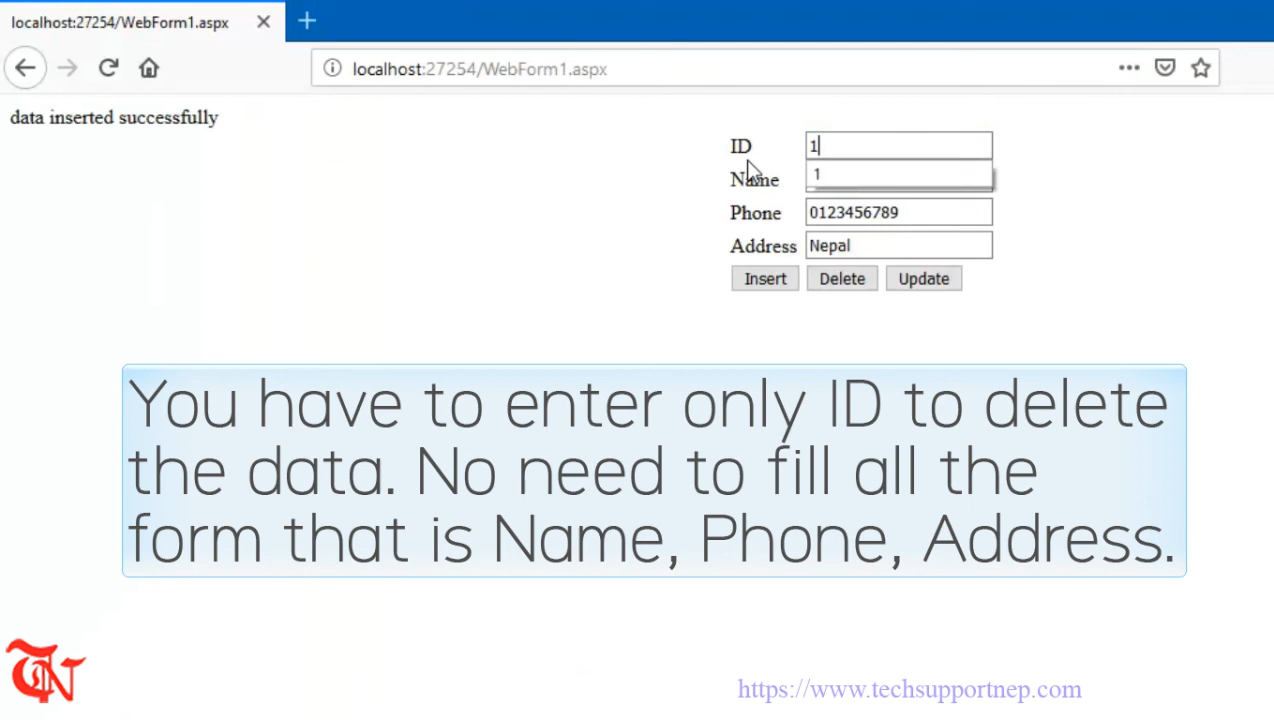 localhost:27254/WebForm1.aspx
localhost:27254/WebForm1.aspx
data inserted successfully
ID 1
1
Name
Phone 0123456789
Address Nepal
Insert Delete Update
You have to enter only ID to delete
the data. No need to fill all the
form that is Name, Phone, Address.
TN
https://www.techsupportnep.com